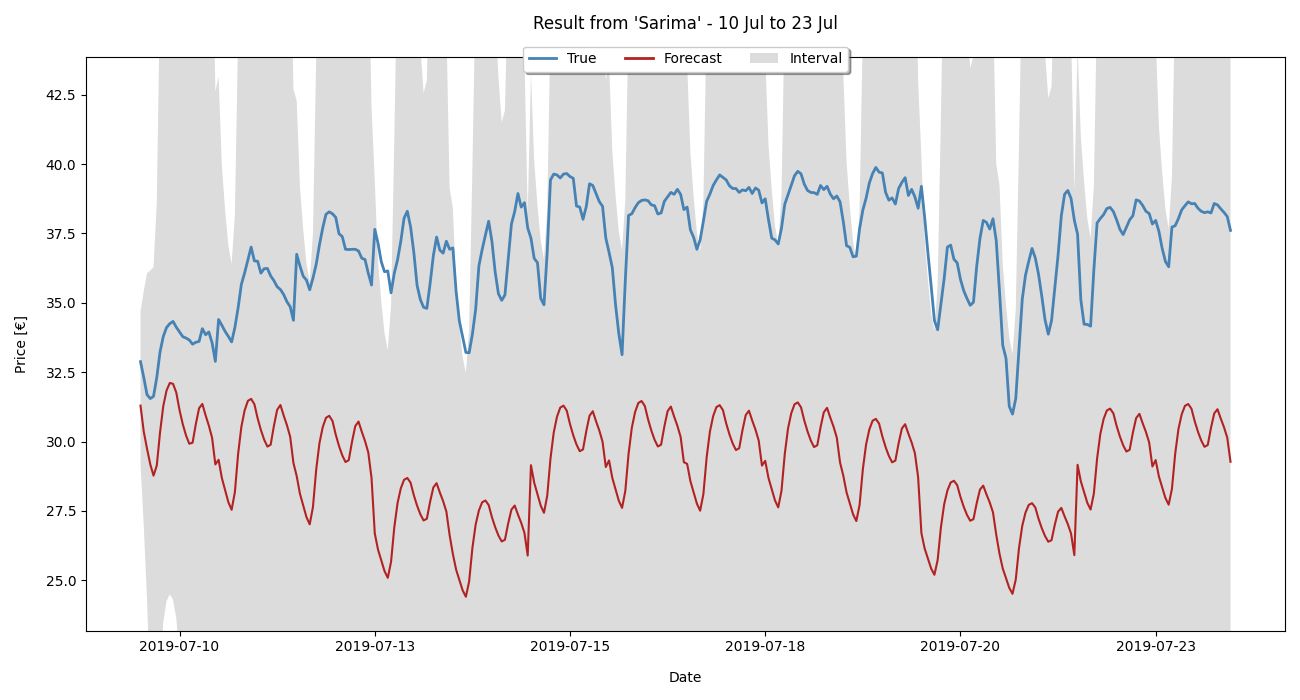 Result from 'Sarima' - 10 Jul to 23 Jul
True Forecast Interval
42.5
40.0
37.5
35.0
32.5
30.0
27.5
25.0
Price [€]
2019-07-10 2019-07-13 2019-07-15 2019-07-18 2019-07-20 2019-07-23
Date